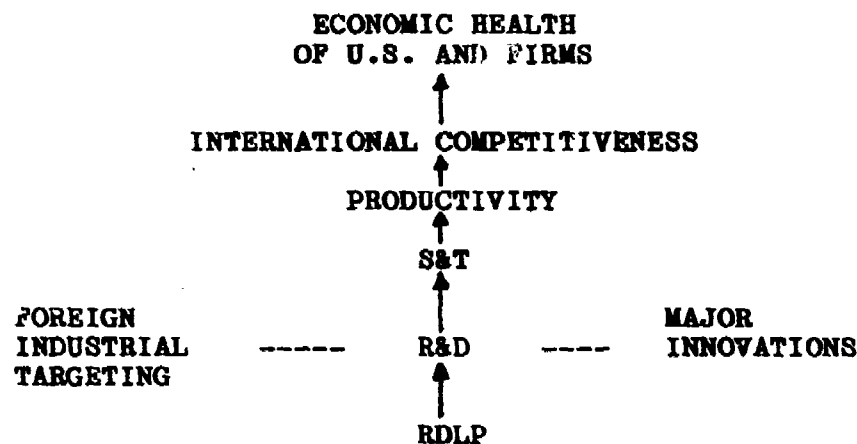 ECONOMIC HEALTH
OF U.S. AND FIRMS
INTERNATIONAL COMPETITIVENESS
PRODUCTIVITY
S&T
FOREIGN
INDUSTRIAL
TARGETING
----- R&D ----
MAJOR
INNOVATIONS
RDLP